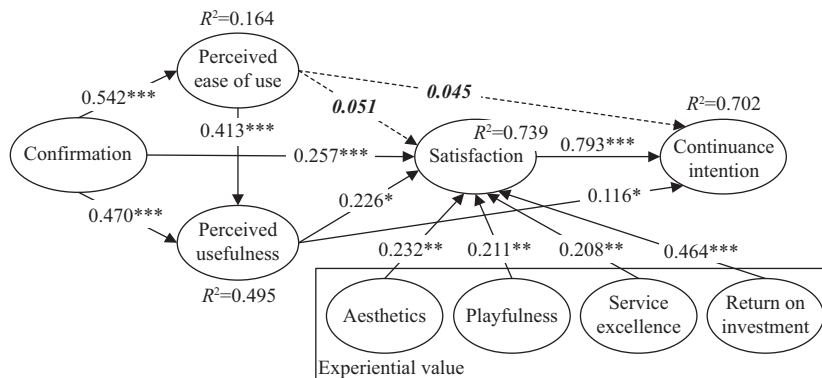 R²=0.164
Perceived
ease of use
0.542***
0.051
0.045
R²=0.702
0.413***
R²=0.739
Confirmation
0.257***
Satisfaction
0.793***
Continuance
intention
0.470***
0.226*
0.116*
Perceived
usefulness
R²=0.495
0.232**
0.211**
0.208**
0.464***
Aesthetics
Playfulness
Service
excellence
Return on
investment
Experiential value